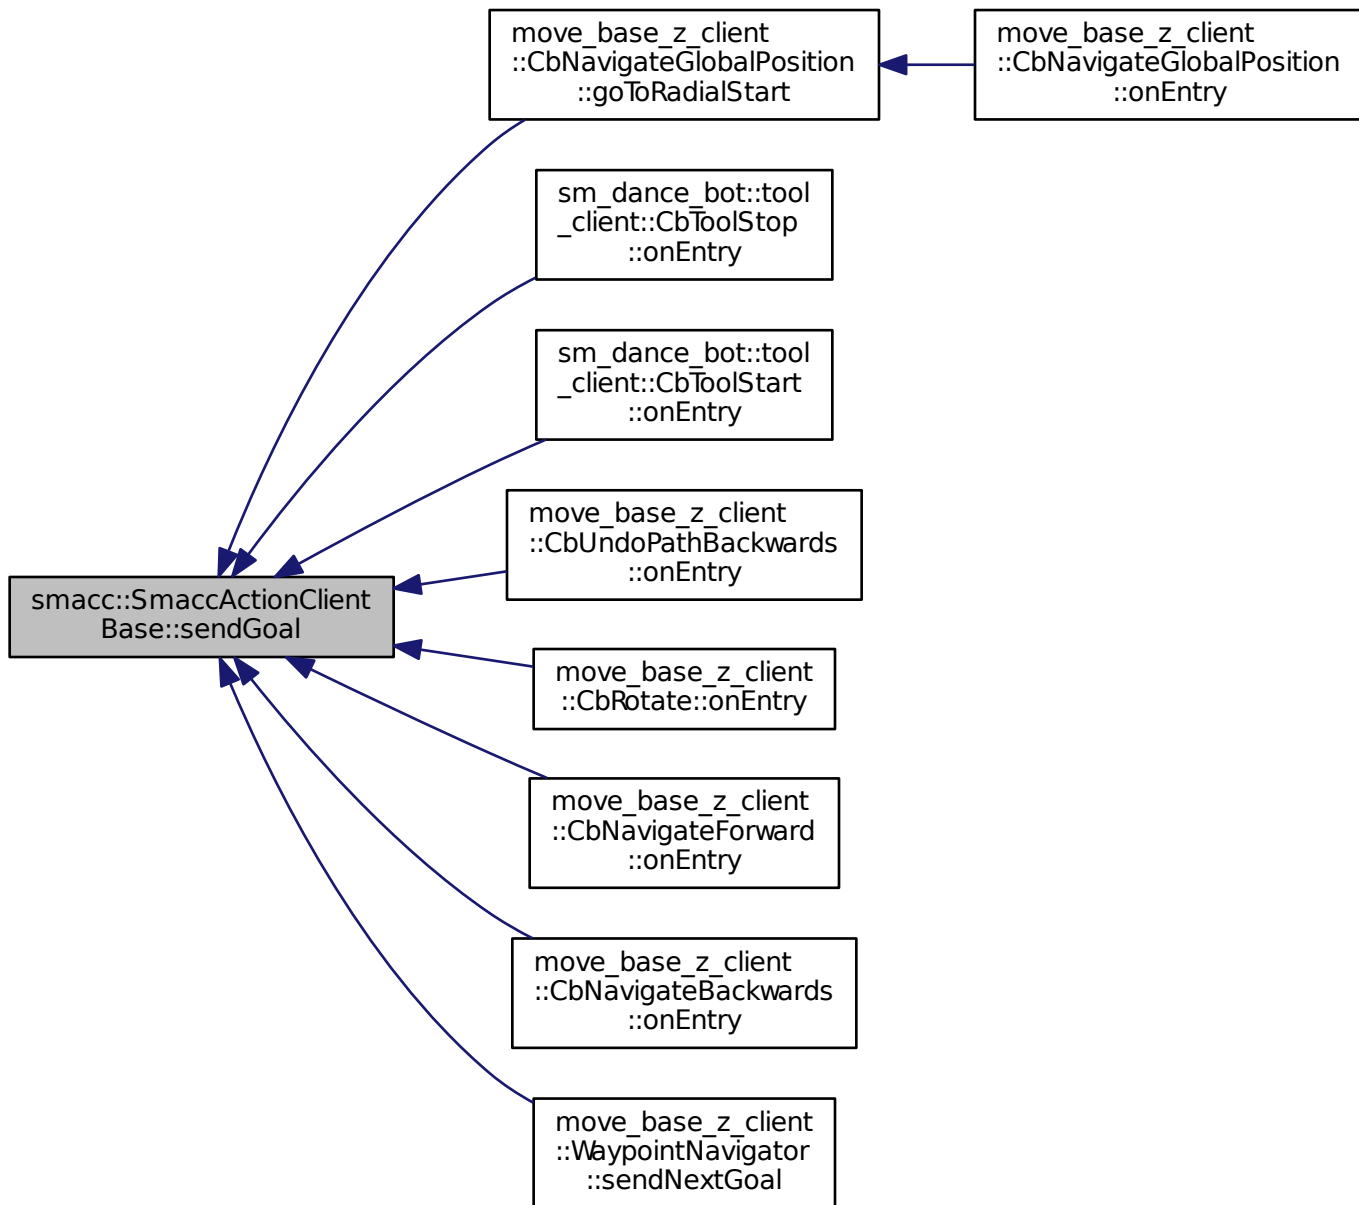 move_base_z_client
::CbNavigateGlobalPosition
::goToRadialStart
move_base_z_client
::CbNavigateGlobalPosition
::onEntry
sm_dance_bot::tool
_client::CbToolStop
::onEntry
sm_dance_bot::tool
_client::CbToolStart
::onEntry
move_base_z_client
::CbUndoPathBackwards
::onEntry
smacc::SmaccActionClient
Base::sendGoal
move_base_z_client
::CbRotate::onEntry
move_base_z_client
::CbNavigateForward
::onEntry
move_base_z_client
::CbNavigateBackwards
::onEntry
move_base_z_client
::WaypointNavigator
::sendNextGoal